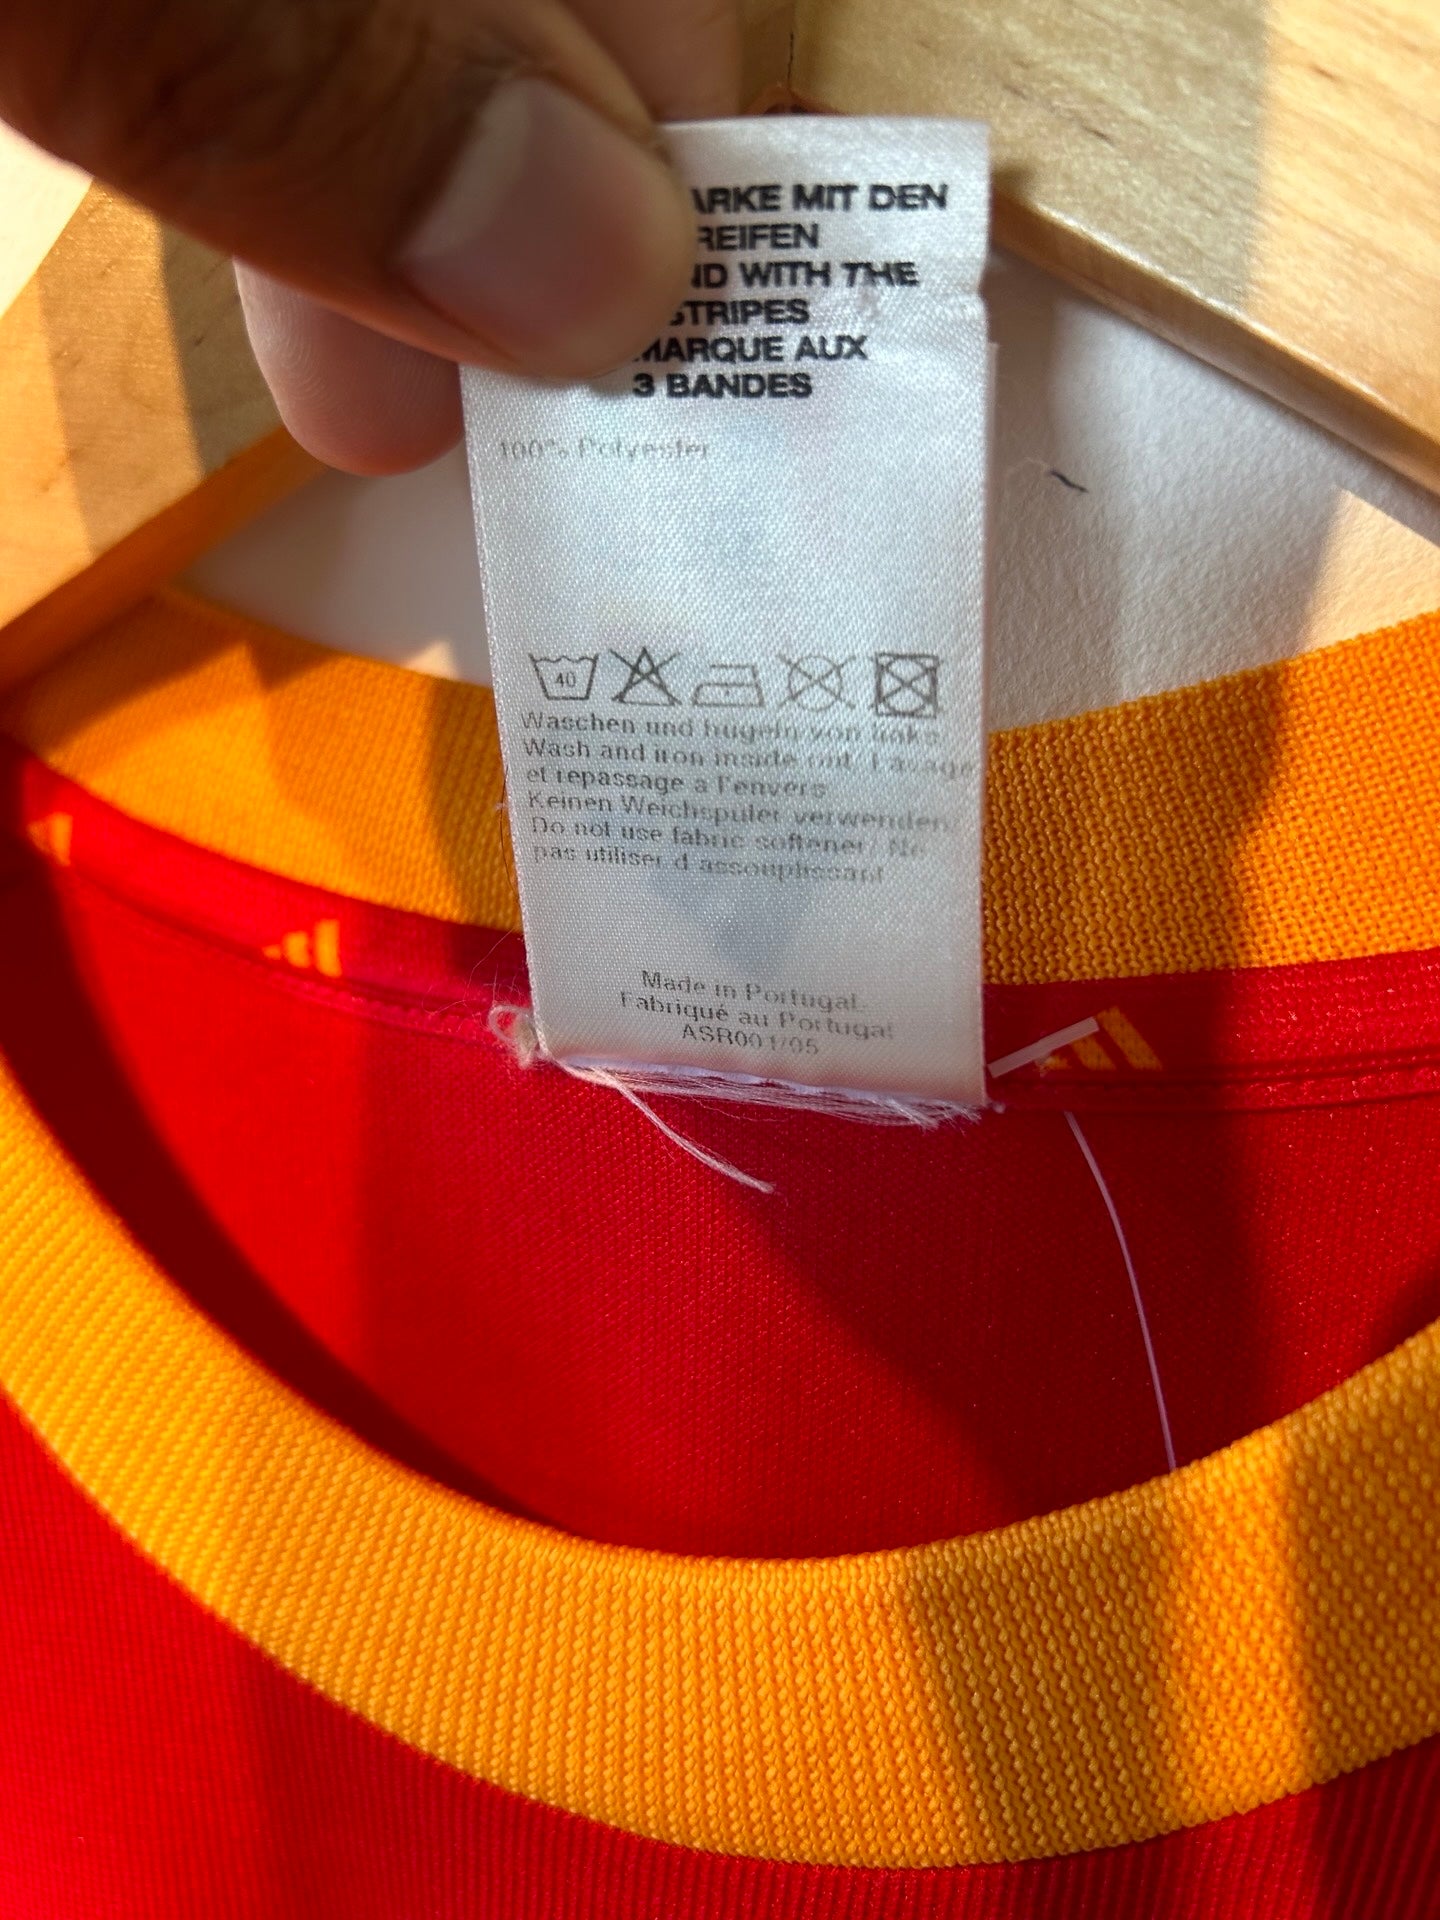 ARKE MIT DEN
REIFEN
ND WITH THE
STRIPES
MARQUE AUX
3 BANDES
100% Polyester
40
Waschen und bugeln von links.
Wash and iron inside out/ Lavage
et repassage a l'envers
Keinen Weichspuler verwenden.
Do not use fabric softener/ Ne
pas utiliser d assouplissant
Made in Portugal.
Fabriqué au Portugal
ASR001/05